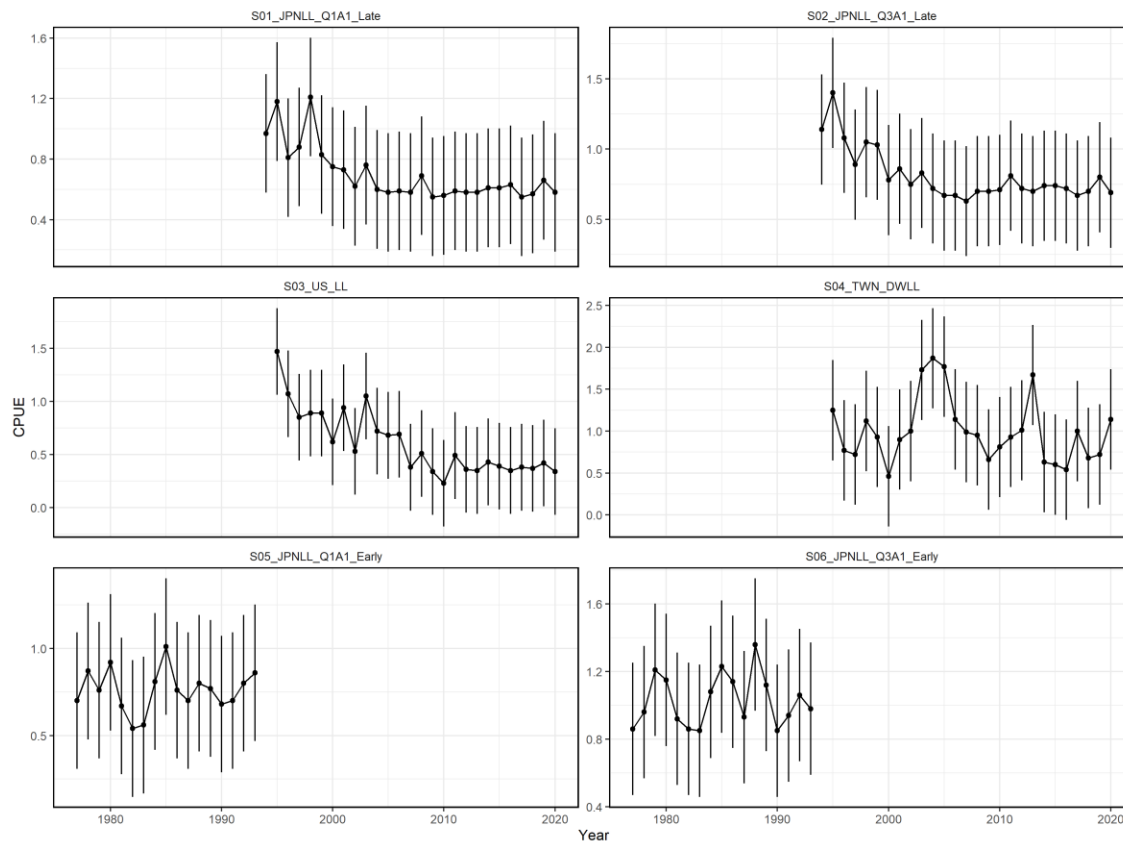 S01_JPNLL_Q1A1_Late
S02_JPNLL_Q3A1_Late
1.6
1.2
0.8
0.4
1.5
1.0
0.5
S03_US_LL
S04_TWN_DWLL
1.5
1.0
0.5
0.0
2.5
2.0
1.5
1.0
0.5
0.0
CPUE
S05_JPNLL_Q1A1_Early
S06_JPNLL_Q3A1_Early
1.0
0.5
1.6
1.2
0.8
0.4
1980 1990 2000 2010 2020
1980 1990 2000 2010 2020
Year